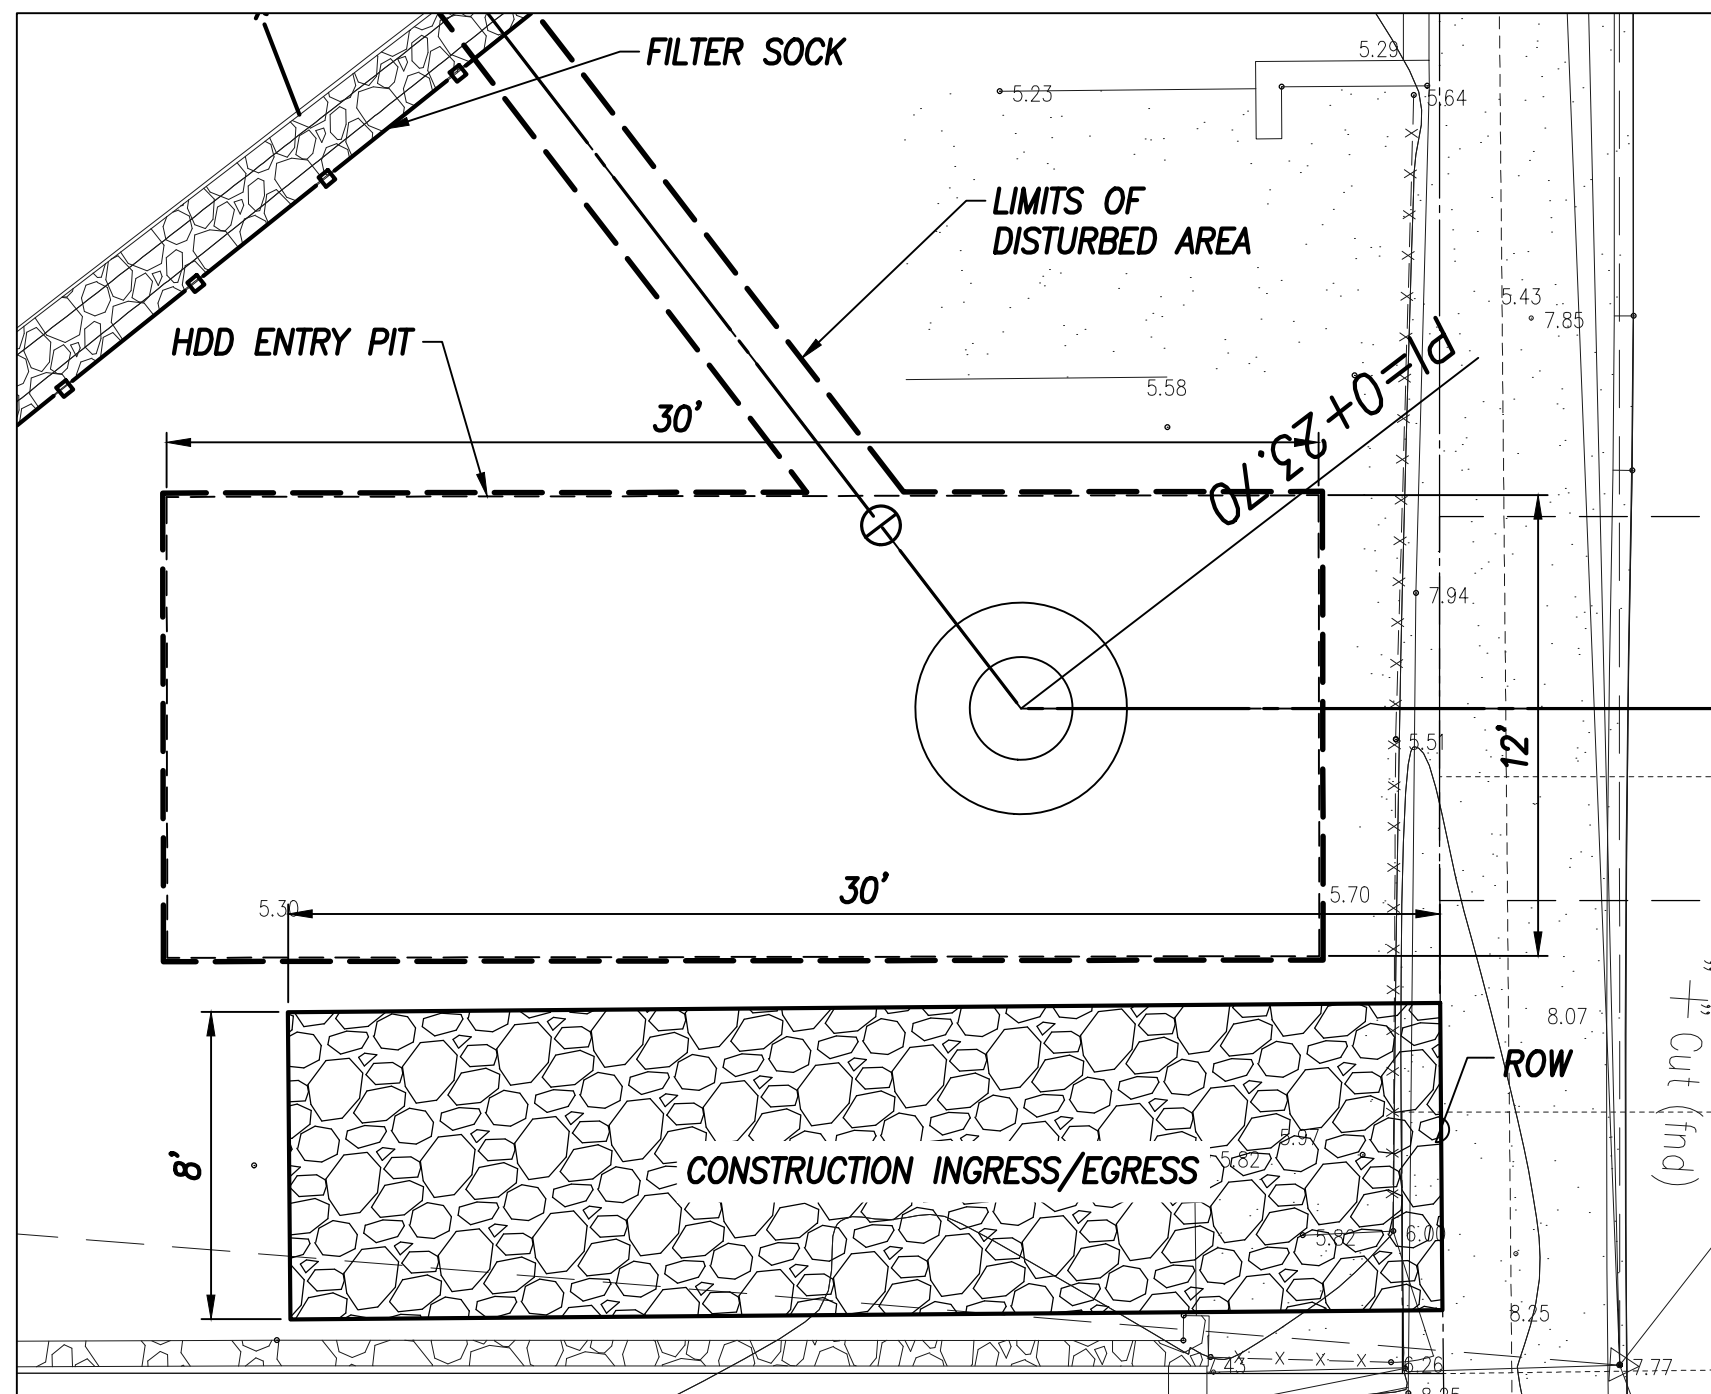 FILTER SOCK
5.29
5.23
5.64
LIMITS OF
DISTURBED AREA
5.43
7.85
HDD ENTRY PIT
5.58
30'
PI=0+23.70
7.94
5.51
12'
30'
5.30
5.70
8.07
"+" Cut (fnd)
ROW
8'
5.97
5.82
CONSTRUCTION INGRESS/EGRESS
5.82
6.00
8.25
6.26
7.77